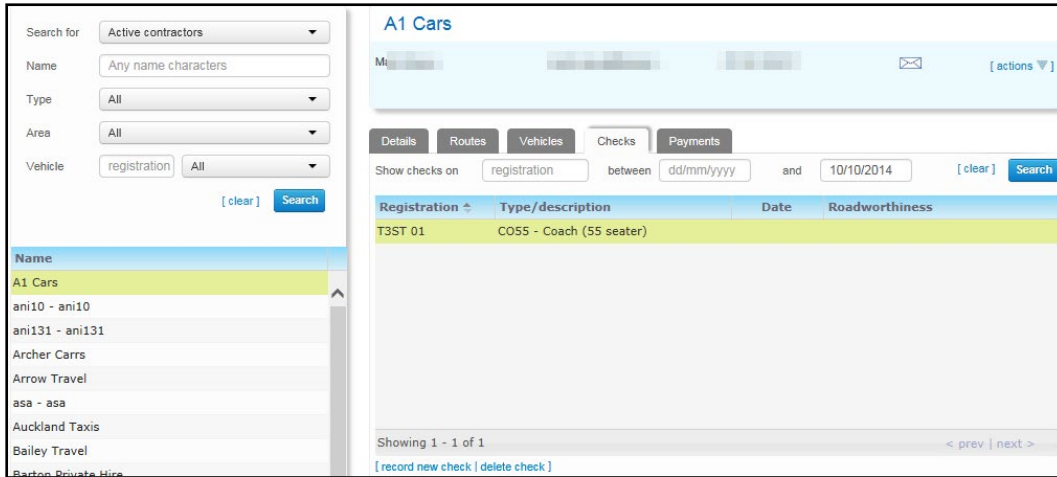 Search for Active contractors
Name Any name characters
Type All
Area All
Vehicle registration All
[ clear ] Search
Name
A1 Cars
ani10 - ani10
ani131 - ani131
Archer Carrs
Arrow Travel
asa - asa
Auckland Taxis
Bailey Travel
Barton Private Hire
A1 Cars
[ actions ]
Details Routes Vehicles Checks Payments
Show checks on registration between dd/mm/yyyy and 10/10/2014 [ clear ] Search
Registration Type/description Date Roadworthiness
T3ST 01 CO55 - Coach (55 seater)
Showing 1 - 1 of 1 < prev | next >
[ record new check | delete check ]